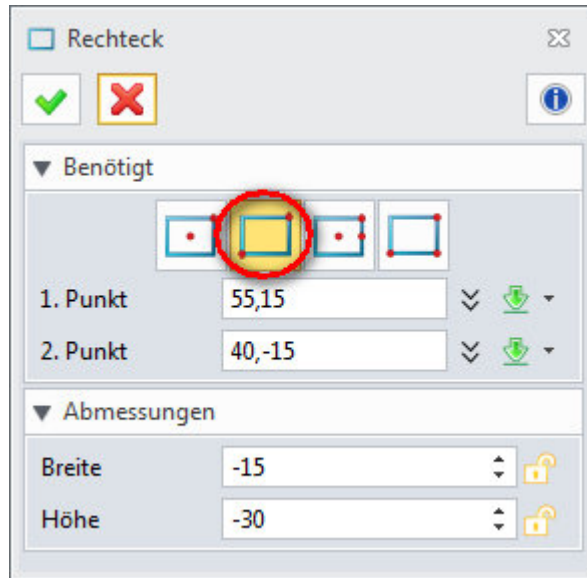 Rechteck
Benötigt
1. Punkt 55,15
2. Punkt 40,-15
Abmessungen
Breite -15
Höhe -30